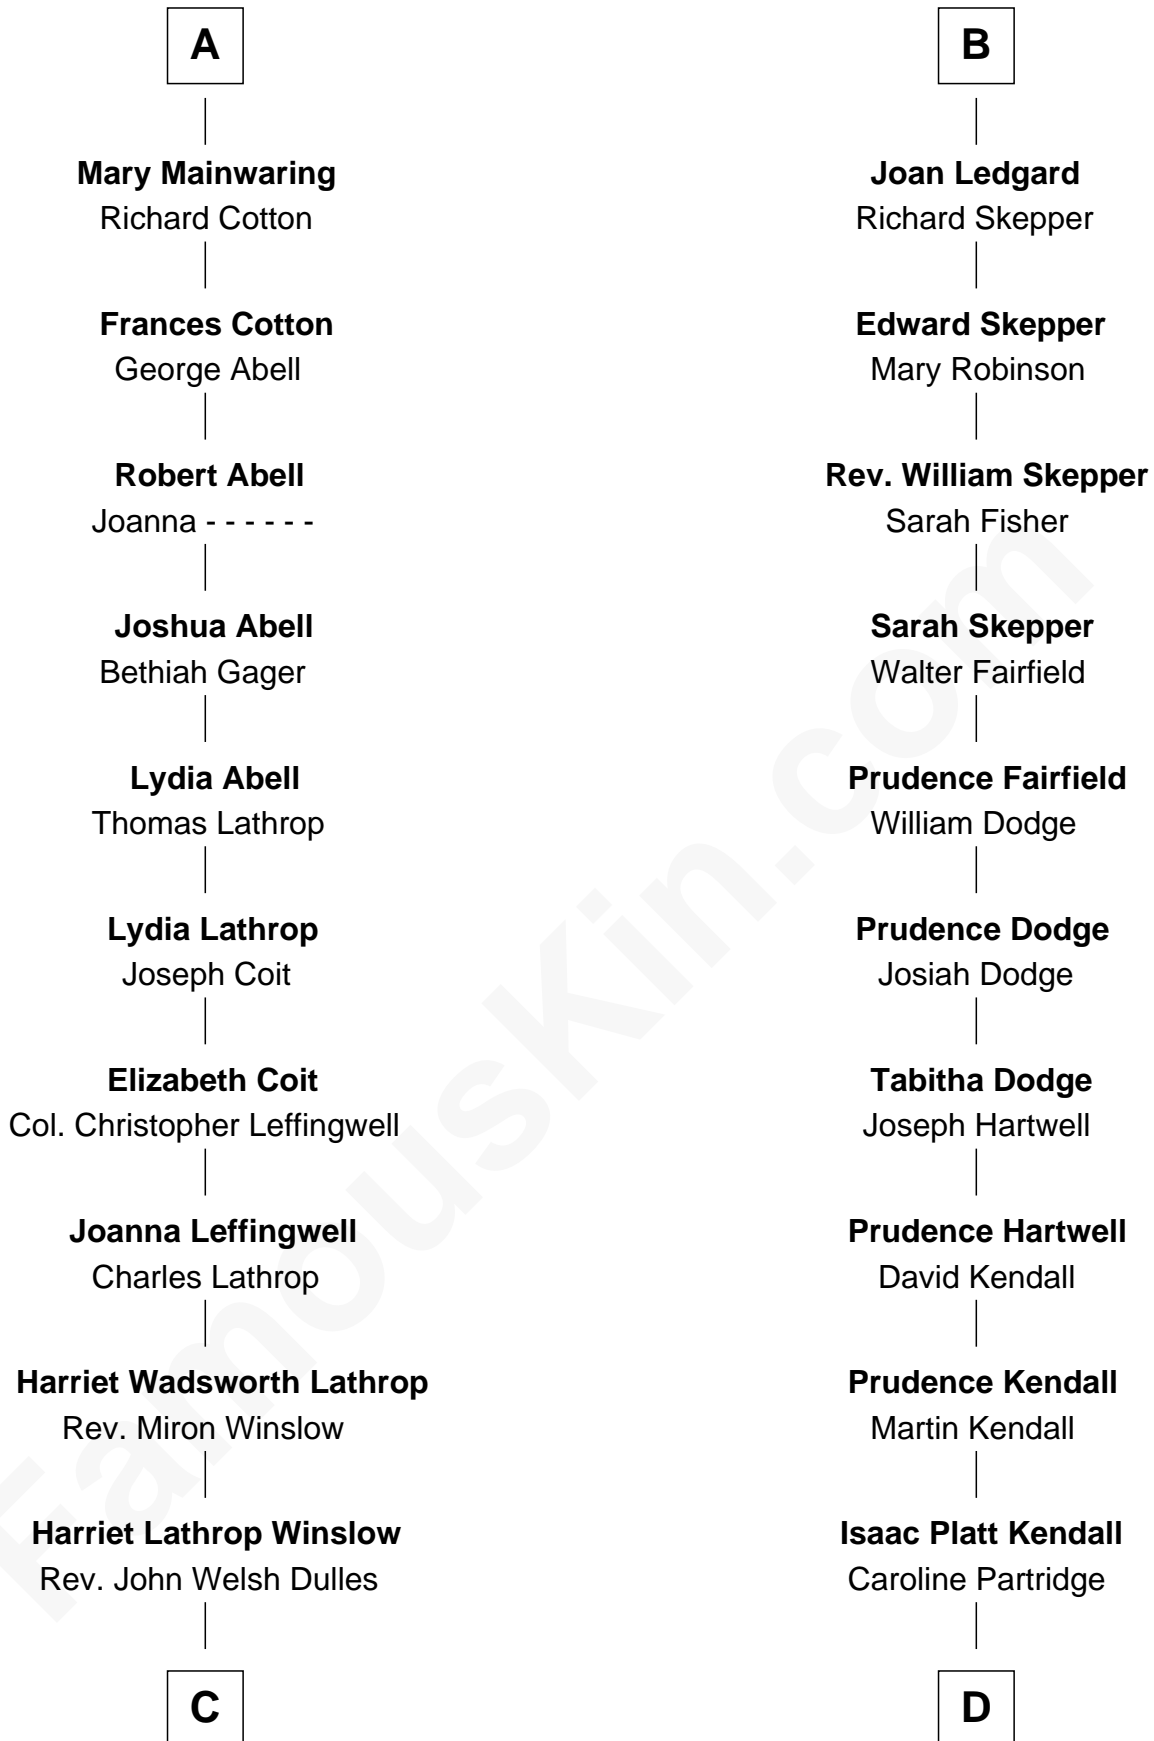 A
Mary Mainwaring
Richard Cotton
Frances Cotton
George Abell
Robert Abell
Joanna - - - - - -
Joshua Abell
Bethiah Gager
Lydia Abell
Thomas Lathrop
Lydia Lathrop
Joseph Coit
Elizabeth Coit
Col. Christopher Leffingwell
Joanna Leffingwell
Charles Lathrop
Harriet Wadsworth Lathrop
Rev. Miron Winslow
Harriet Lathrop Winslow
Rev. John Welsh Dulles
C
B
Joan Ledgard
Richard Skepper
Edward Skepper
Mary Robinson
Rev. William Skepper
Sarah Fisher
Sarah Skepper
Walter Fairfield
Prudence Fairfield
William Dodge
Prudence Dodge
Josiah Dodge
Tabitha Dodge
Joseph Hartwell
Prudence Hartwell
David Kendall
Prudence Kendall
Martin Kendall
Isaac Platt Kendall
Caroline Partridge
D
FamousKin.com